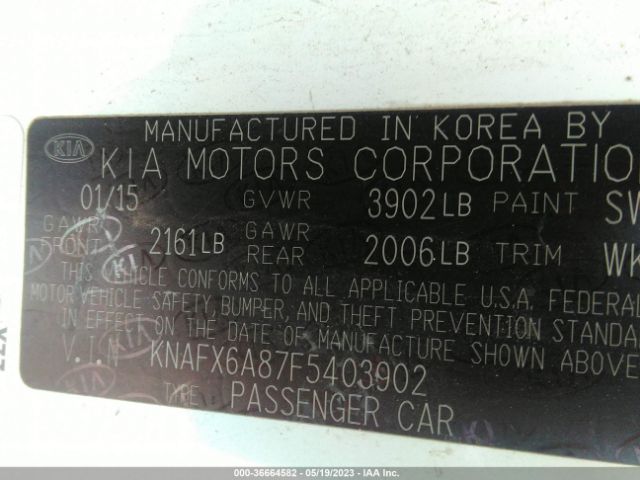 MANUFACTURED IN KOREA BY
KIA KIA MOTORS CORPORATION
01/15 GVWR 3902LB PAINT SW
GAWR FRONT 2161LB GAWR REAR 2006LB TRIM WK
THIS VEHICLE CONFORMS TO ALL APPLICABLE U.S.A. FEDERAL
MOTOR VEHICLE SAFETY, BUMPER, AND THEFT PREVENTION STANDA
IN EFFECT ON THE DATE OF MANUFACTURE SHOWN ABOVE
V.I.N KNAFX6A87F5403902
TYPE PASSENGER CAR
000-36664582 - 05/19/2023 - IAA Inc.